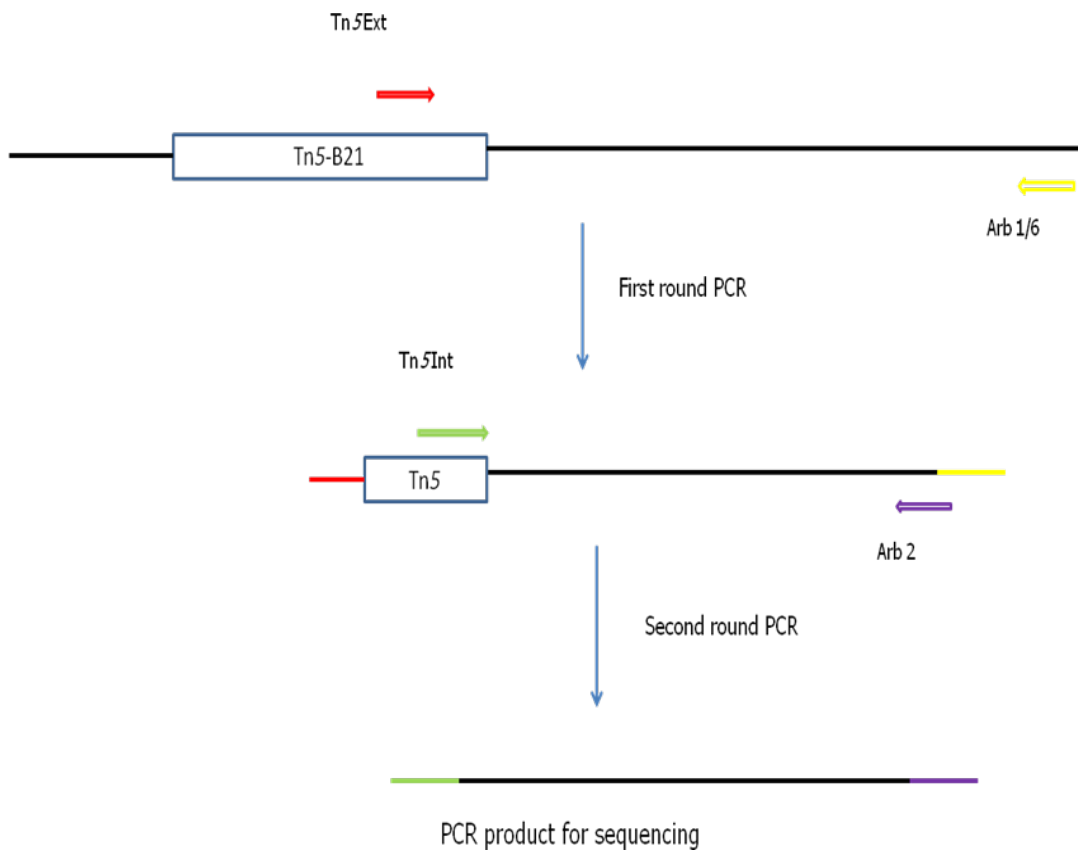 Tn5Ext
Tn5-B21
Arb 1/6
First round PCR
Tn5Int
Tn5
Arb 2
Second round PCR
PCR product for sequencing